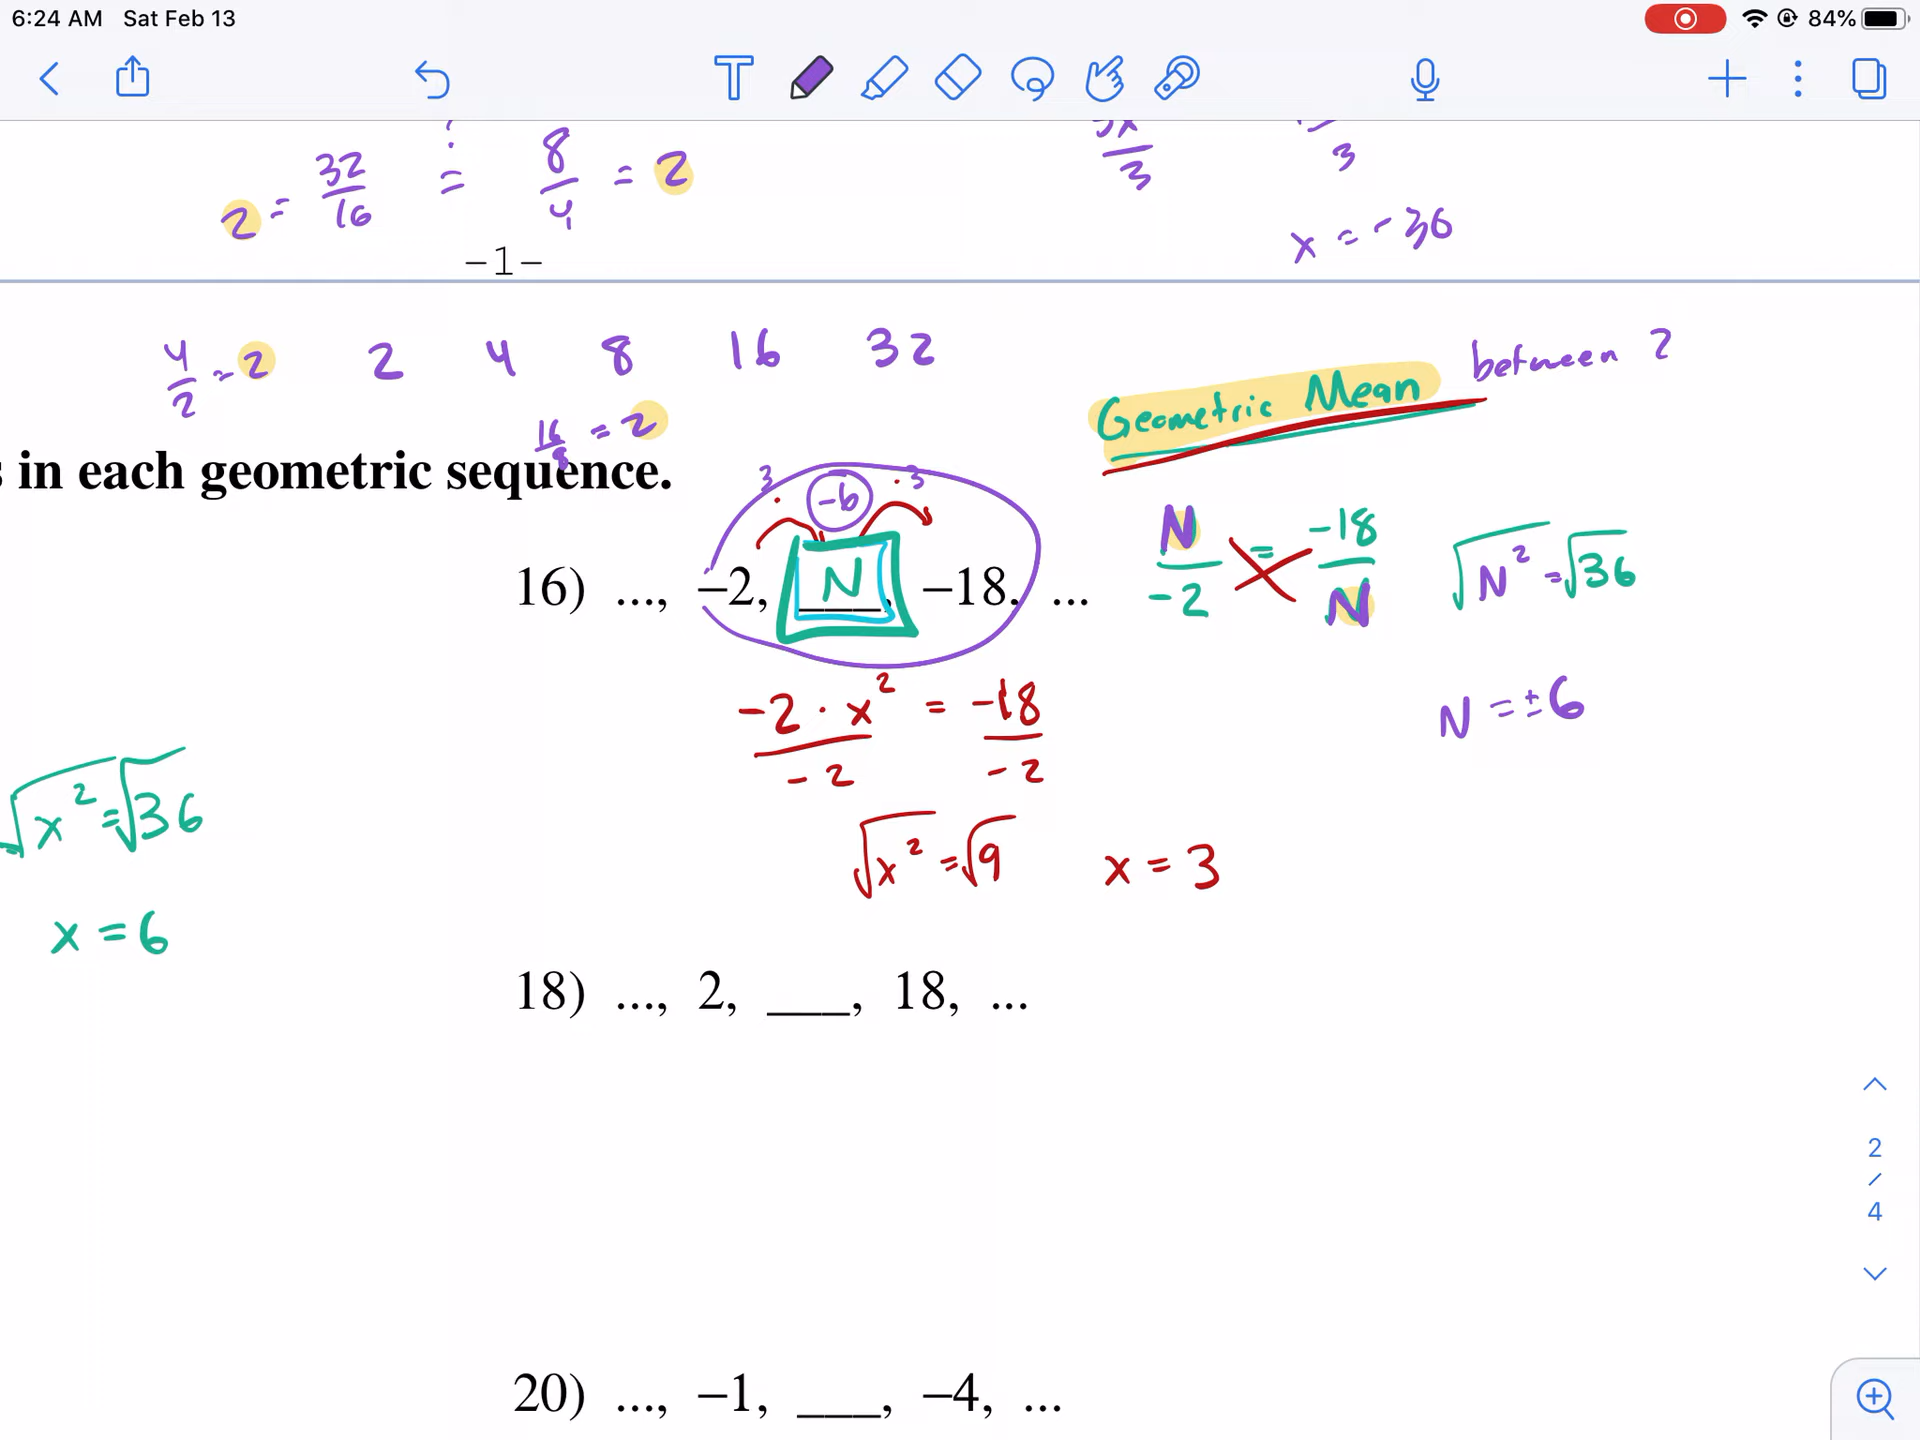 6:24 AM Sat Feb 13
84%
2 = 32/16 ?= 8/4 = 2
3
3
x = -36
-1-
4/2 = 2 2 4 8 16 32
16/8 = 2
Geometric Mean between 2
in each geometric sequence.
·3 -6 ·3
16) ..., –2, N, –18, ...
N/-2 = -18/N
√N² = √36
N = ±6
-2 · x² = -18
-2 -2
√x² = √9 x = 3
√x² = √36
x = 6
18) ..., 2, ___, 18, ...
20) ..., –1, ___, –4, ...
2
/
4